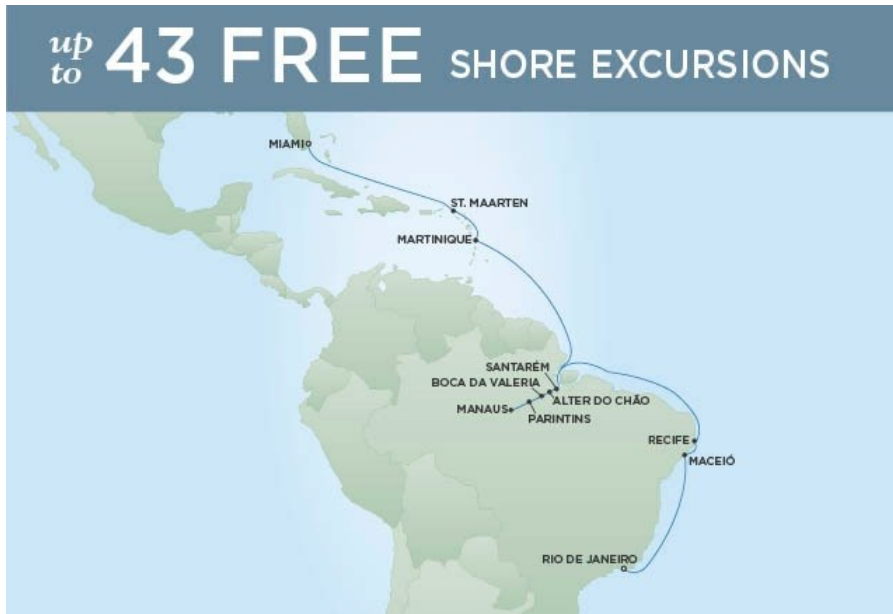 up to 43 FREE SHORE EXCURSIONS
MIAMI
ST. MAARTEN
MARTINIQUE
SANTARÉM
BOCA DA VALERIA
ALTER DO CHÃO
MANAUS
PARINTINS
RECIFE
MACEIÓ
RIO DE JANEIRO